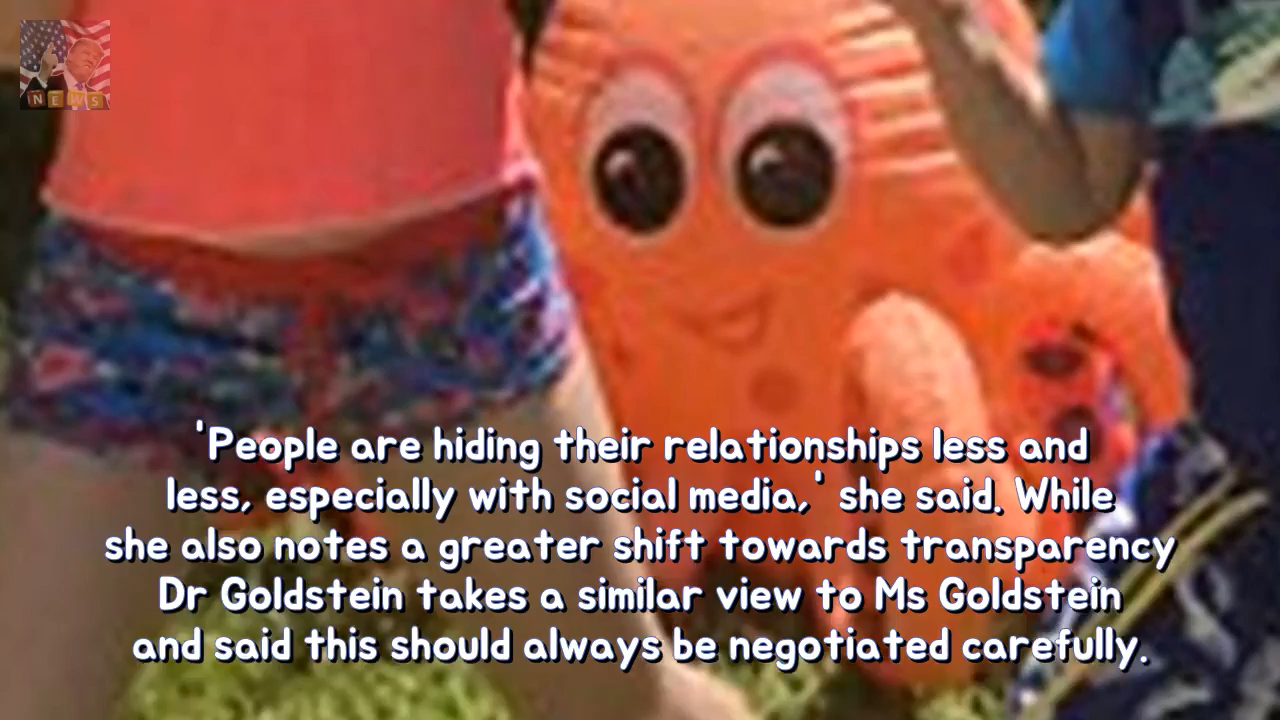 NEWS
'People are hiding their relationships less and
less, especially with social media,' she said. While
she also notes a greater shift towards transparency
Dr Goldstein takes a similar view to Ms Goldstein
and said this should always be negotiated carefully.